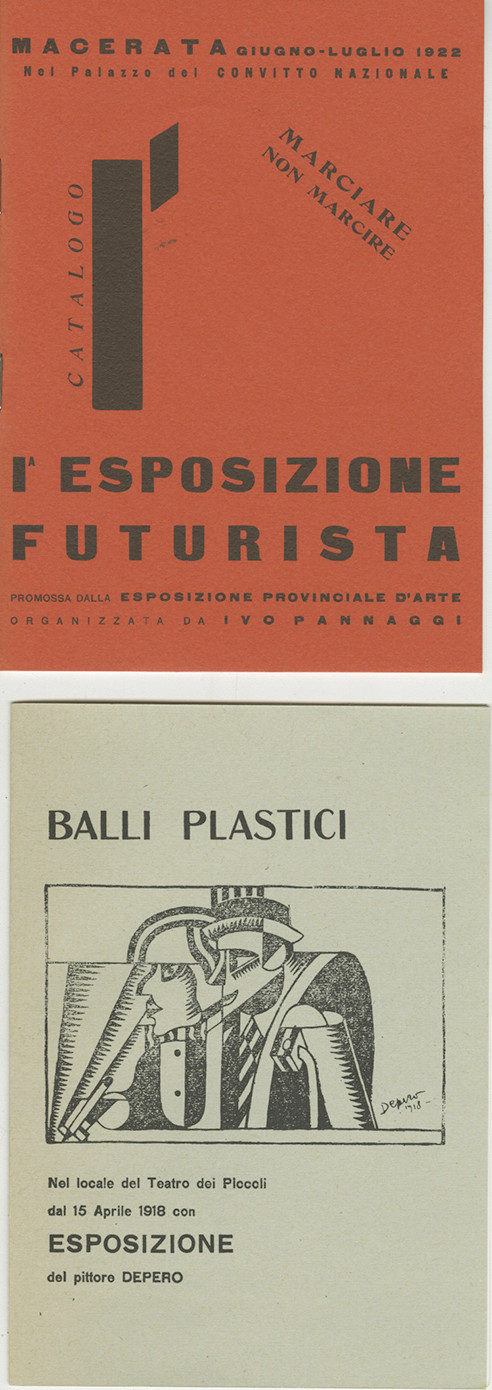 MACERATA GIUGNO-LUGLIO 1922
Nel Palazzo del CONVITTO NAZIONALE
CATALOGO
MARCIARE
NON MARCIRE
1ª ESPOSIZIONE
FUTURISTA
PROMOSSA DALLA ESPOSIZIONE PROVINCIALE D'ARTE
ORGANIZZATA DA IVO PANNAGGI
BALLI PLASTICI
Depero
1918-
Nel locale del Teatro dei Piccoli
dal 15 Aprile 1918 con
ESPOSIZIONE
del pittore DEPERO